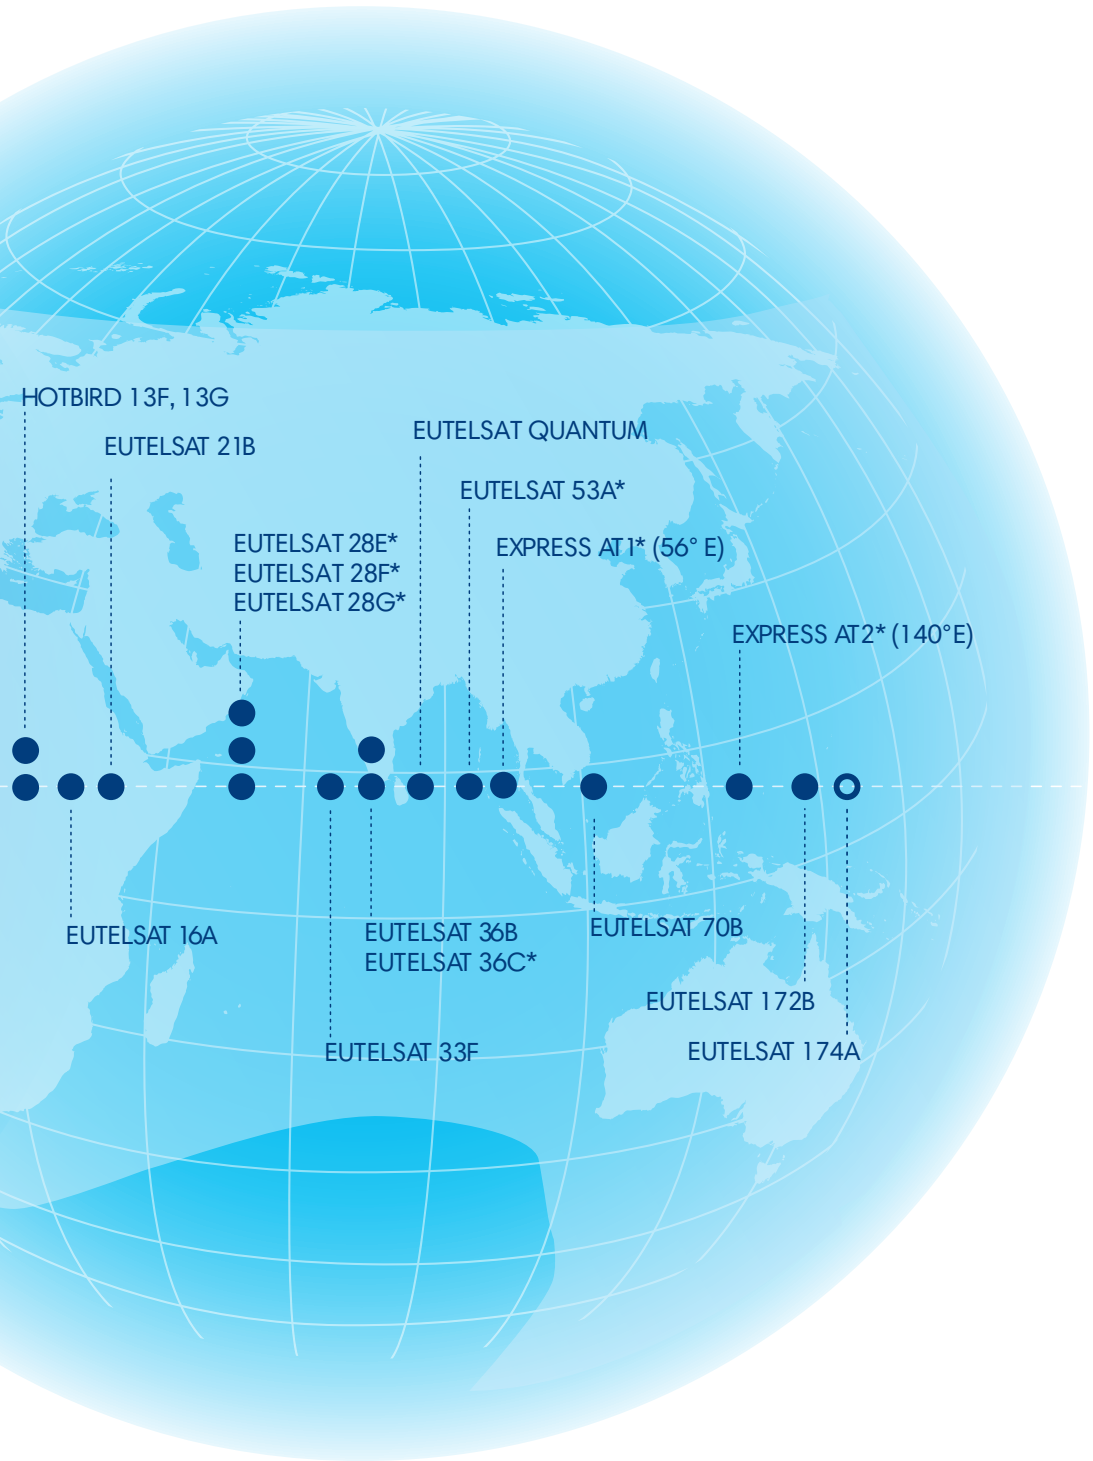 HOTBIRD 13F, 13G
EUTELSAT 21B
EUTELSAT QUANTUM
EUTELSAT 53A*
EUTELSAT 28E*
EUTELSAT 28F*
EUTELSAT 28G*
EXPRESS AT1* (56° E)
EXPRESS AT2* (140°E)
EUTELSAT 16A
EUTELSAT 36B
EUTELSAT 36C*
EUTELSAT 70B
EUTELSAT 172B
EUTELSAT 33F
EUTELSAT 174A